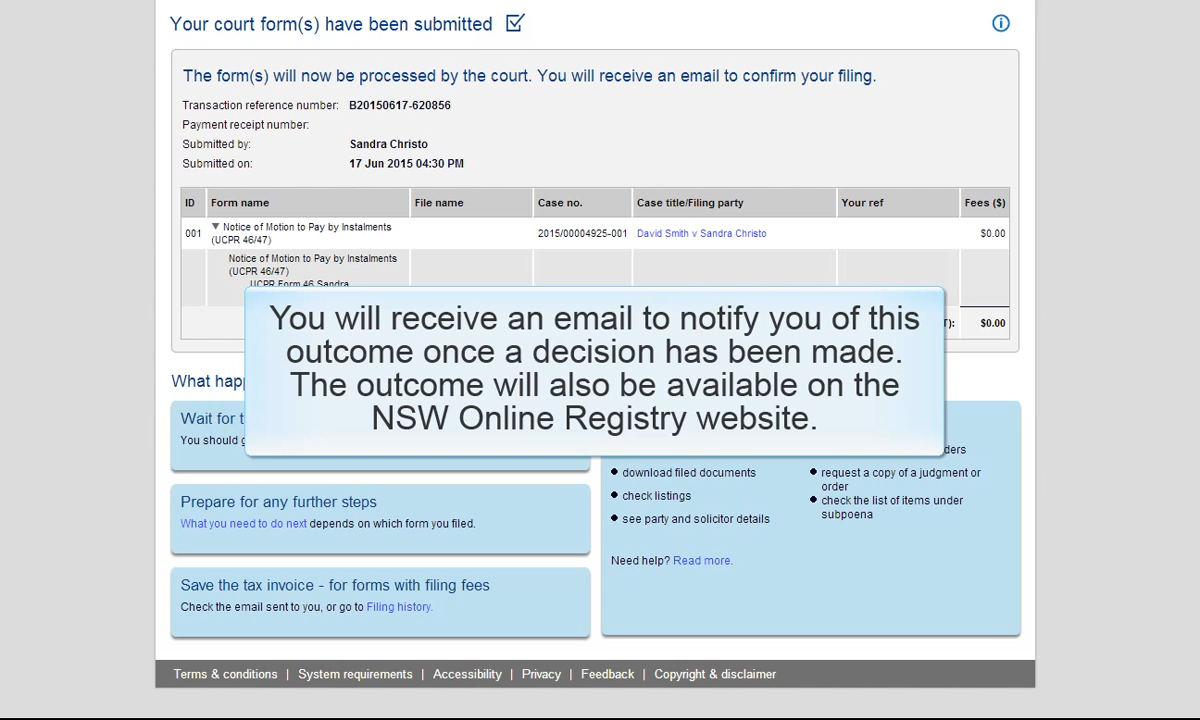 Your court form(s) have been submitted
The form(s) will now be processed by the court. You will receive an email to confirm your filing.
Transaction reference number: B20150617-620856
Payment receipt number:
Submitted by: Sandra Christo
Submitted on: 17 Jun 2015 04:30 PM
ID Form name File name Case no. Case title/Filing party Your ref Fees ($)
001 ▼ Notice of Motion to Pay by Instalments (UCPR 46/47) 2015/00004925-001 David Smith v Sandra Christo $0.00
Notice of Motion to Pay by Instalments
(UCPR 46/47)
UCPR Form 46 Sandra
$0.00
You will receive an email to notify you of this
outcome once a decision has been made.
The outcome will also be available on the
NSW Online Registry website.
What
Wait for
You should
Prepare for any further steps
What you need to do next depends on which form you filed.
Save the tax invoice - for forms with filing fees
Check the email sent to you, or go to Filing history.
• download filed documents
• check listings
• see party and solicitor details
• request a copy of a judgment or
order
• check the list of items under
subpoena
Need help? Read more.
Terms & conditions | System requirements | Accessibility | Privacy | Feedback | Copyright & disclaimer